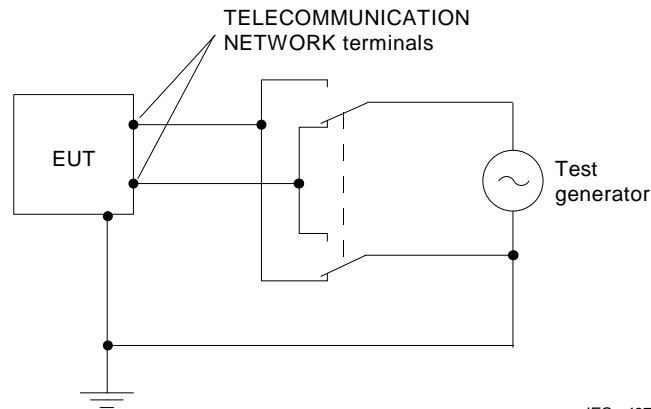 TELECOMMUNICATION
NETWORK terminals
EUT
Test
generator